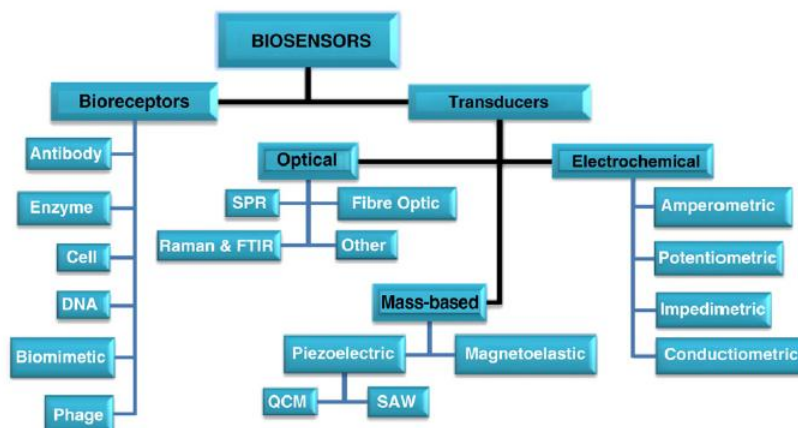 BIOSENSORS
Bioreceptors
Transducers
Antibody
Optical
Electrochemical
Enzyme
SPR
Fibre Optic
Amperometric
Cell
Raman & FTIR
Other
Potentiometric
DNA
Mass-based
Impedimetric
Biomimetic
Piezoelectric
Magnetoelastic
Conductiometric
Phage
QCM
SAW